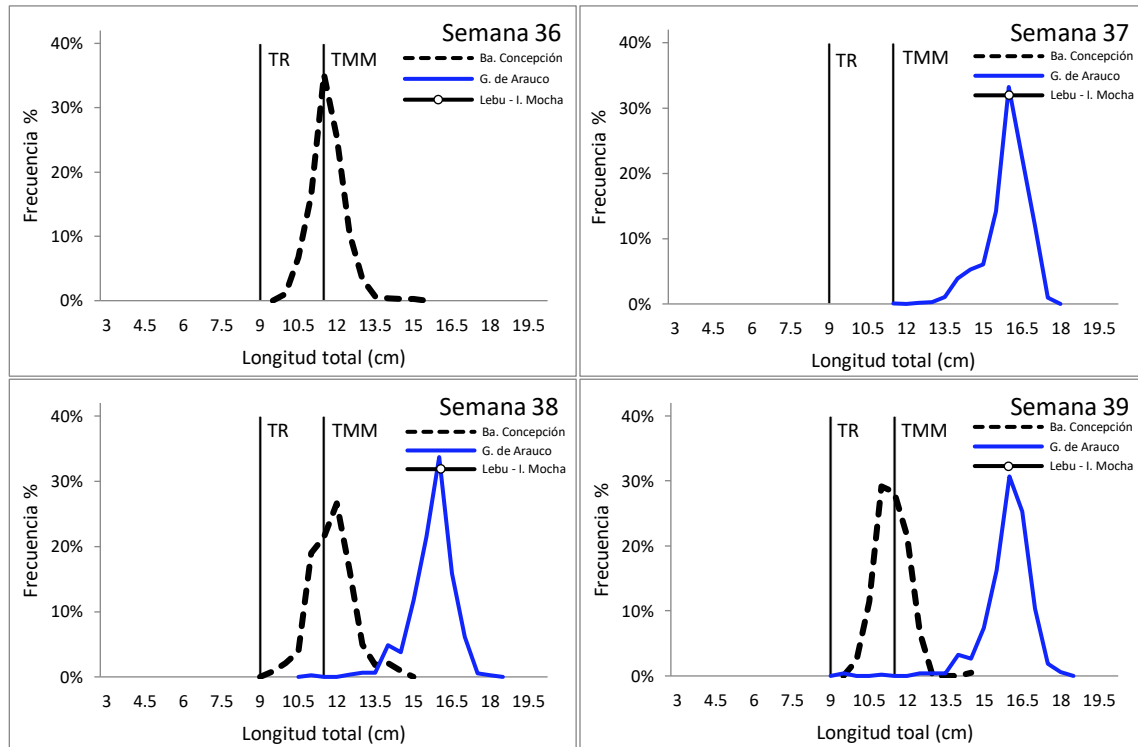 Semana 36
40%
30%
20%
10%
0%
Frecuencia %
TR
TMM
Ba. Concepción
G. de Arauco
Lebu - I. Mocha
3 4.5 6 7.5 9 10.5 12 13.5 15 16.5 18 19.5
Longitud total (cm)
Semana 37
40%
30%
20%
10%
0%
Frecuencia %
TR
TMM
Ba. Concepción
G. de Arauco
Lebu - I. Mocha
3 4.5 6 7.5 9 10.5 12 13.5 15 16.5 18 19.5
Longitud total (cm)
Semana 38
40%
30%
20%
10%
0%
Frecuencia %
TR
TMM
Ba. Concepción
G. de Arauco
Lebu - I. Mocha
3 4.5 6 7.5 9 10.5 12 13.5 15 16.5 18 19.5
Longitud total (cm)
Semana 39
40%
30%
20%
10%
0%
Frecuencia %
TR
TMM
Ba. Concepción
G. de Arauco
Lebu - I. Mocha
3 4.5 6 7.5 9 10.5 12 13.5 15 16.5 18 19.5
Longitud total (cm)